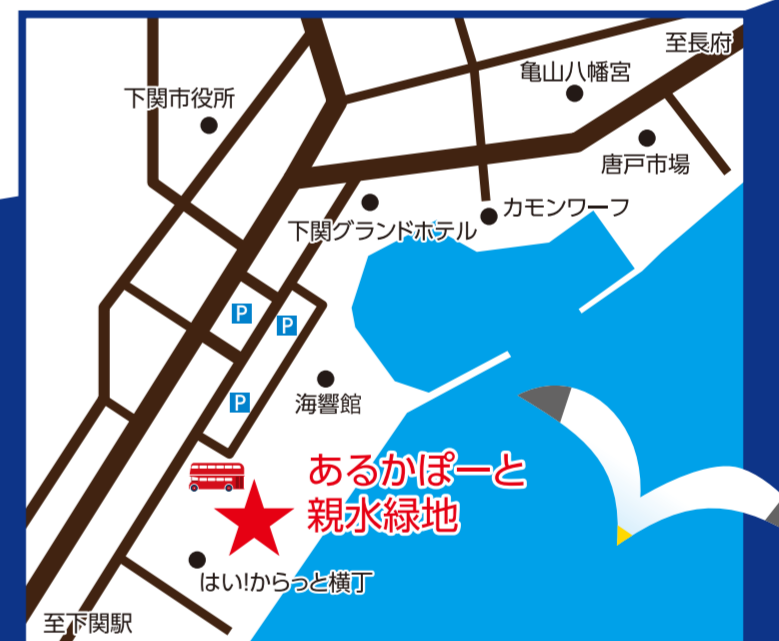 至長府
亀山八幡宮
下関市役所
唐戸市場
カモンワーフ
下関グランドホテル
P
P
P
海響館
あるかぽーと
親水緑地
はい!からっと横丁
至下関駅